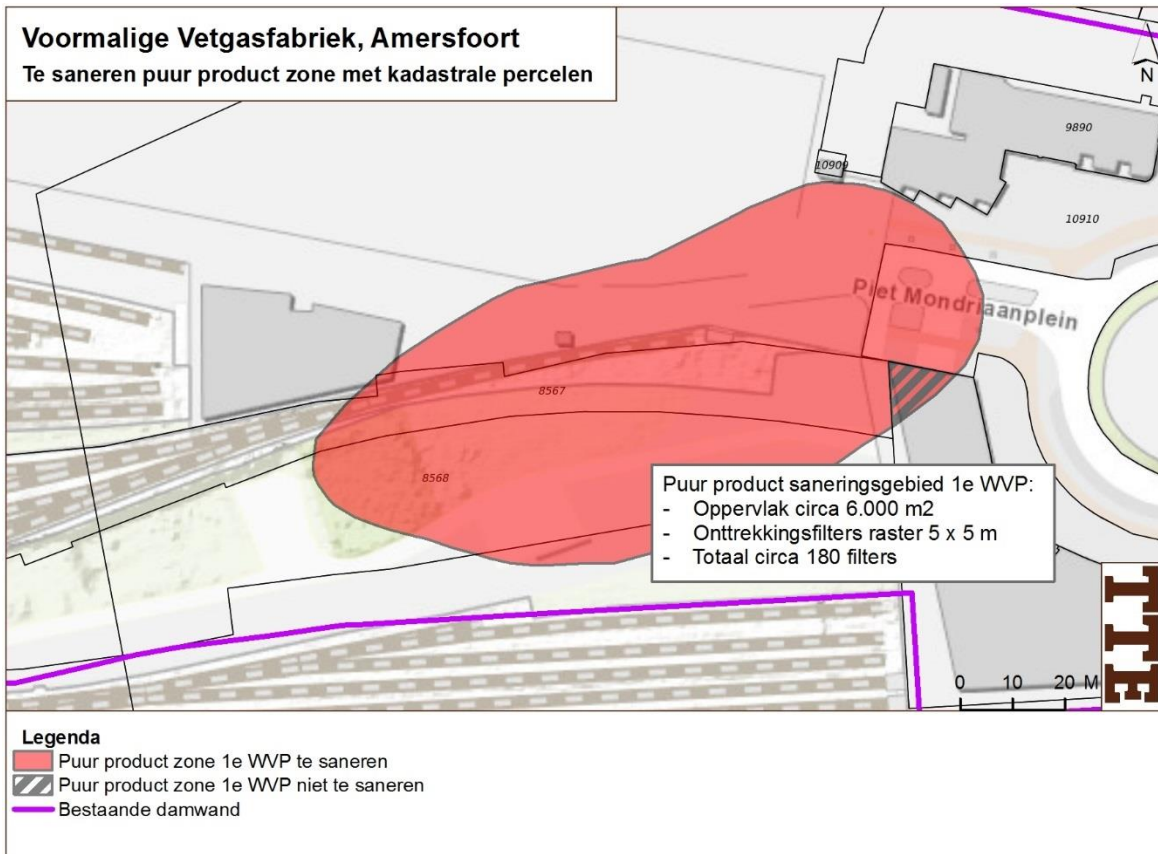 Voormalige Vetgasfabriek, Amersfoort
Te saneren puur product zone met kadastrale percelen
N
9890
10909
10910
Piet Mondriaanplein
8567
8568
Puur product saneringsgebied 1e WVP:
- Oppervlak circa 6.000 m2
- Onttrekkingsfilters raster 5 x 5 m
- Totaal circa 180 filters
0 10 20 M
TTE
Legenda
Puur product zone 1e WVP te saneren
Puur product zone 1e WVP niet te saneren
Bestaande damwand